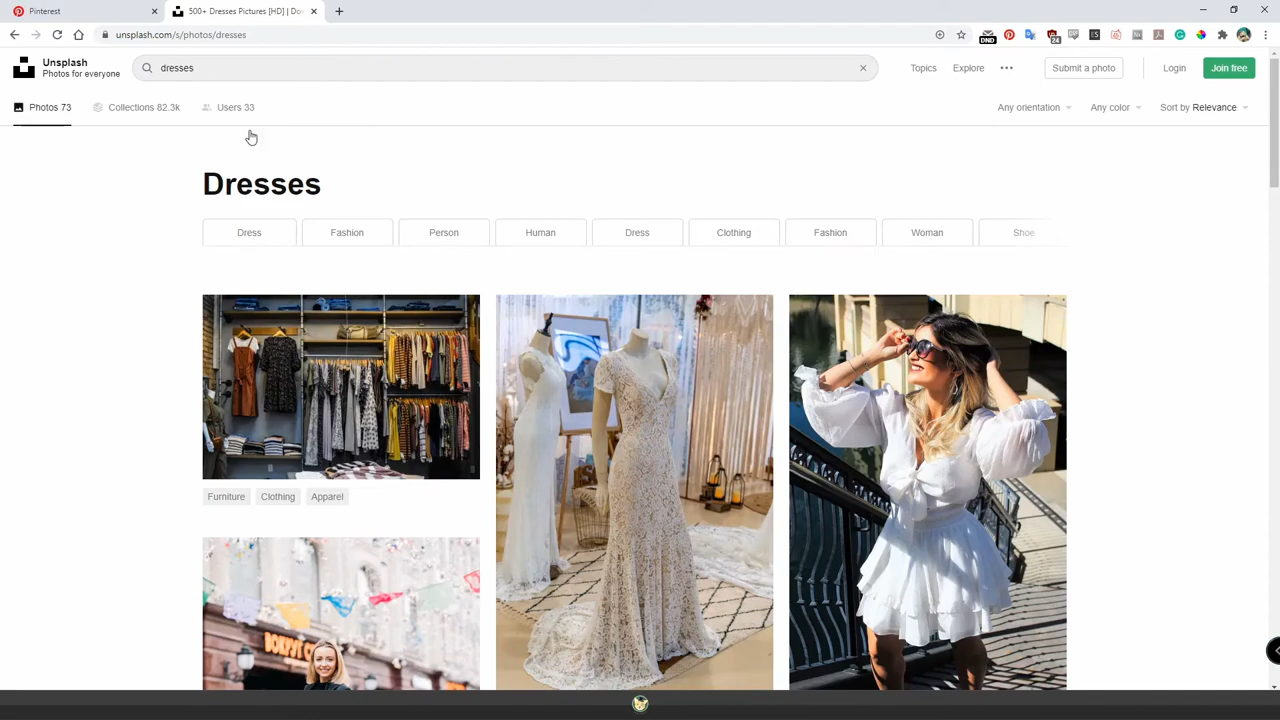 Pinterest
500+ Dresses Pictures [HD] | Do
unsplash.com/s/photos/dresses
DND
24
Unsplash
Photos for everyone
dresses
Topics
Explore
Submit a photo
Login
Join free
Photos 73
Collections 82.3k
Users 33
Any orientation
Any color
Sort by Relevance
Dresses
Dress
Fashion
Person
Human
Dress
Clothing
Fashion
Woman
Shoe
Furniture
Clothing
Apparel